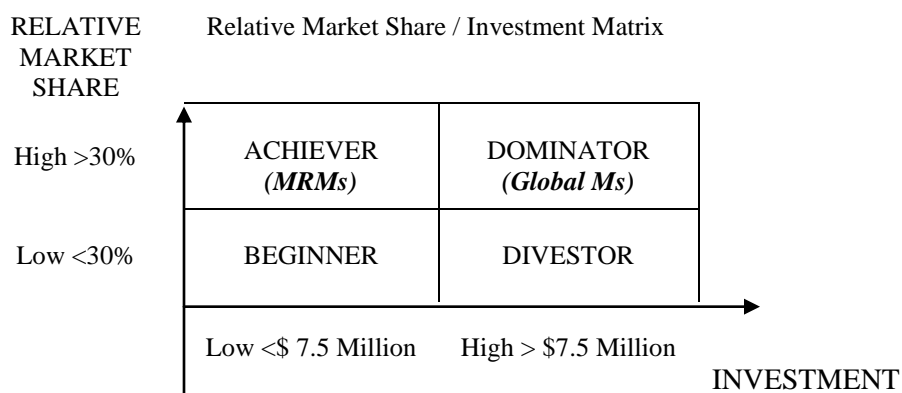 RELATIVE
MARKET
SHARE
Relative Market Share / Investment Matrix
High >30%
ACHIEVER
(MRMs)
DOMINATOR
(Global Ms)
Low <30%
BEGINNER
DIVESTOR
Low <$ 7.5 Million
High > $7.5 Million
INVESTMENT